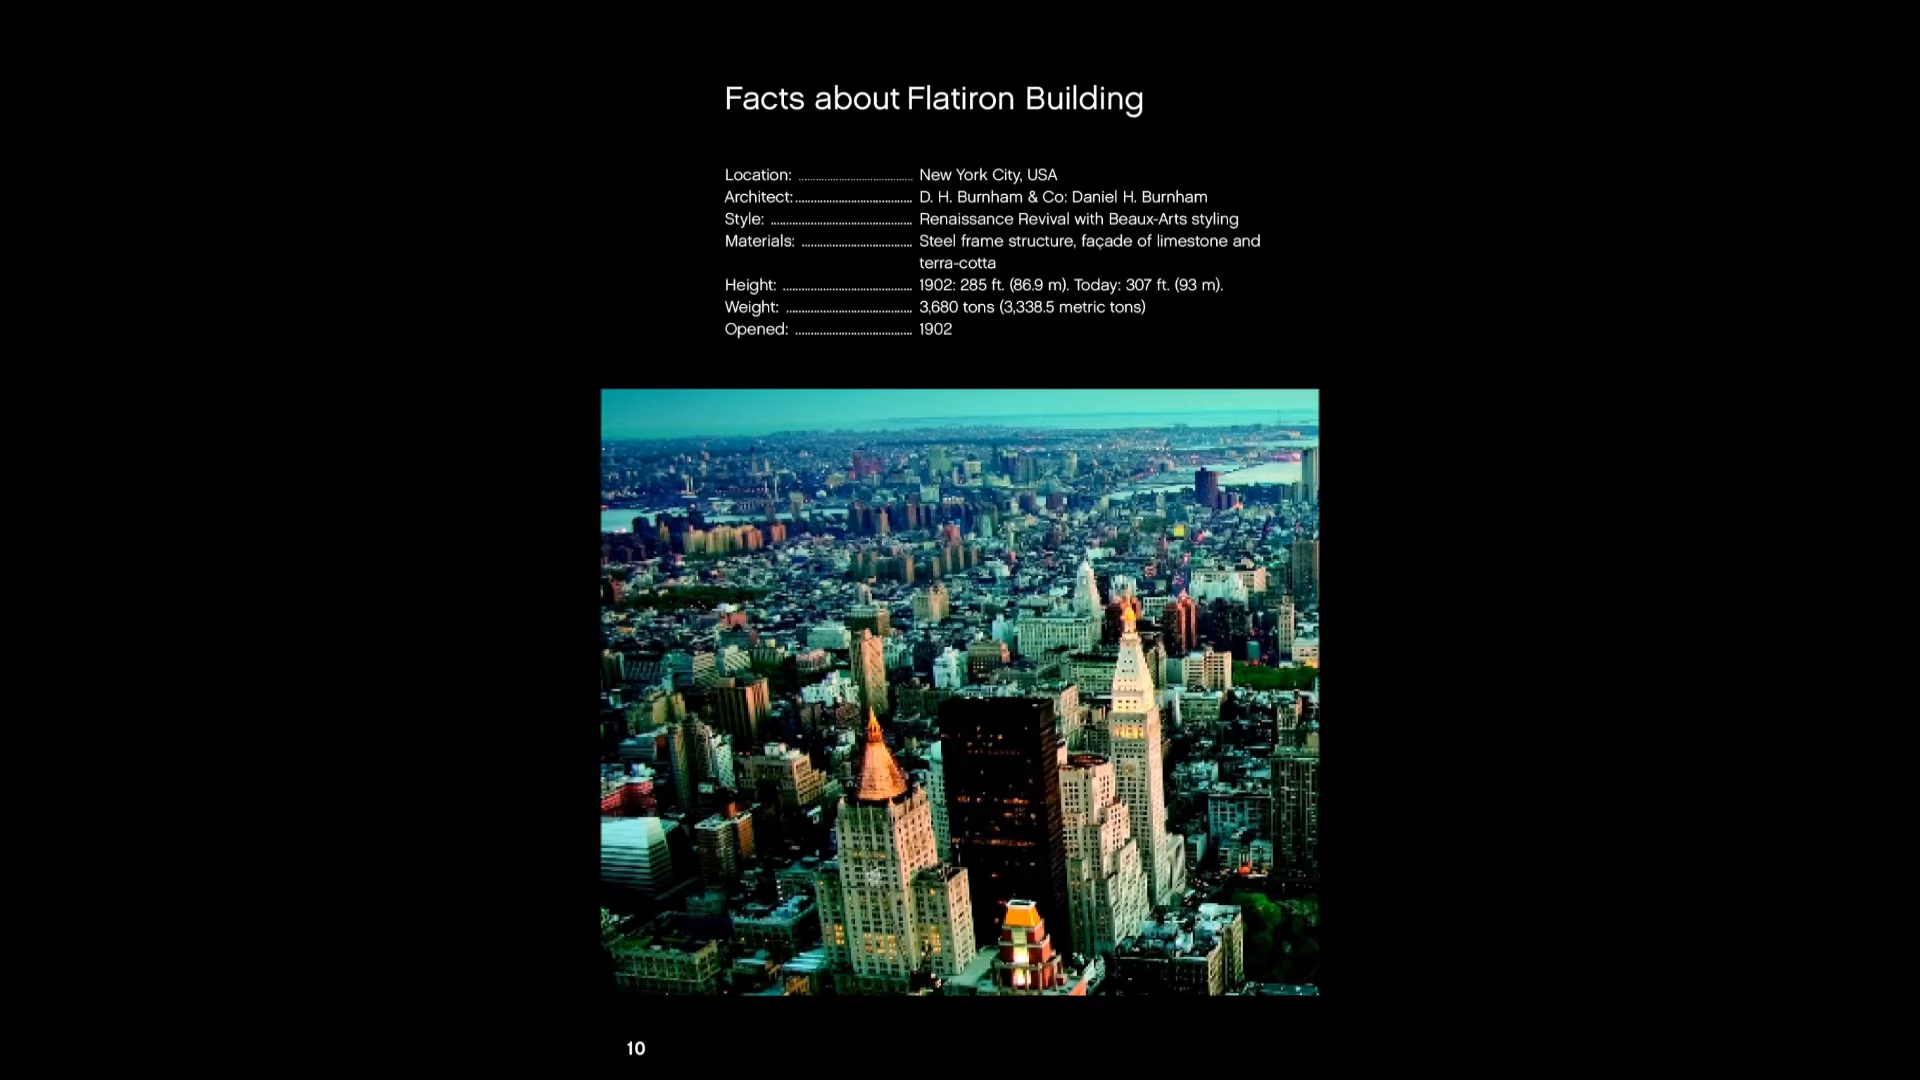 Facts about Flatiron Building
Location: ........................................ New York City, USA
Architect: ........................................ D. H. Burnham & Co: Daniel H. Burnham
Style: ................................................ Renaissance Revival with Beaux-Arts styling
Materials: ...................................... Steel frame structure, façade of limestone and
terra-cotta
Height: ............................................ 1902: 285 ft. (86.9 m). Today: 307 ft. (93 m).
Weight: ........................................... 3,680 tons (3,338.5 metric tons)
Opened: ........................................ 1902
10